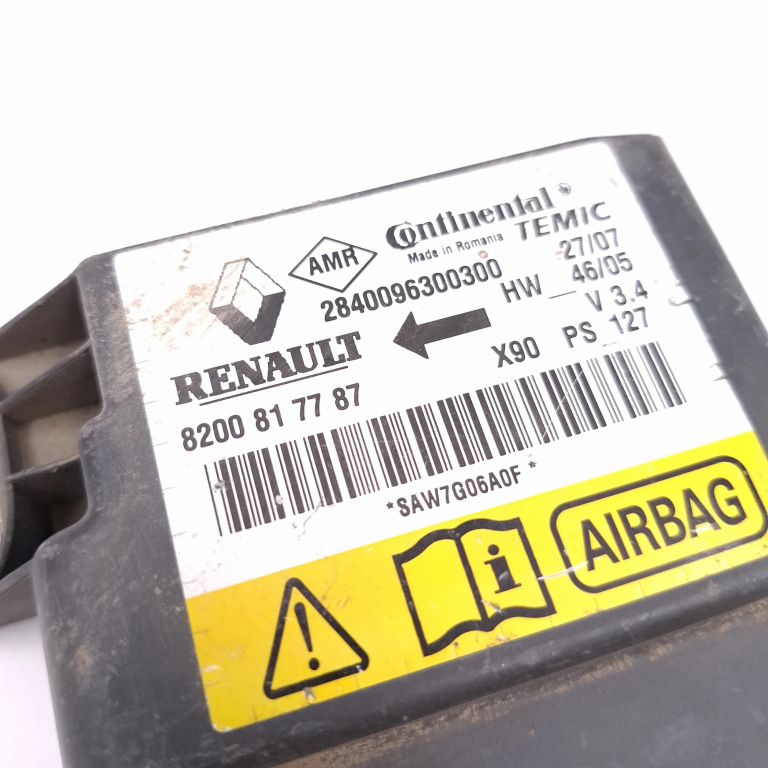 Continental TEMIC
Made in Romania
AMR
2840096300300
27/07
HW 46/05
V 3.4
X90 PS 127
RENAULT
8200 81 77 87
*SAW7G06A0F*
AIRBAG